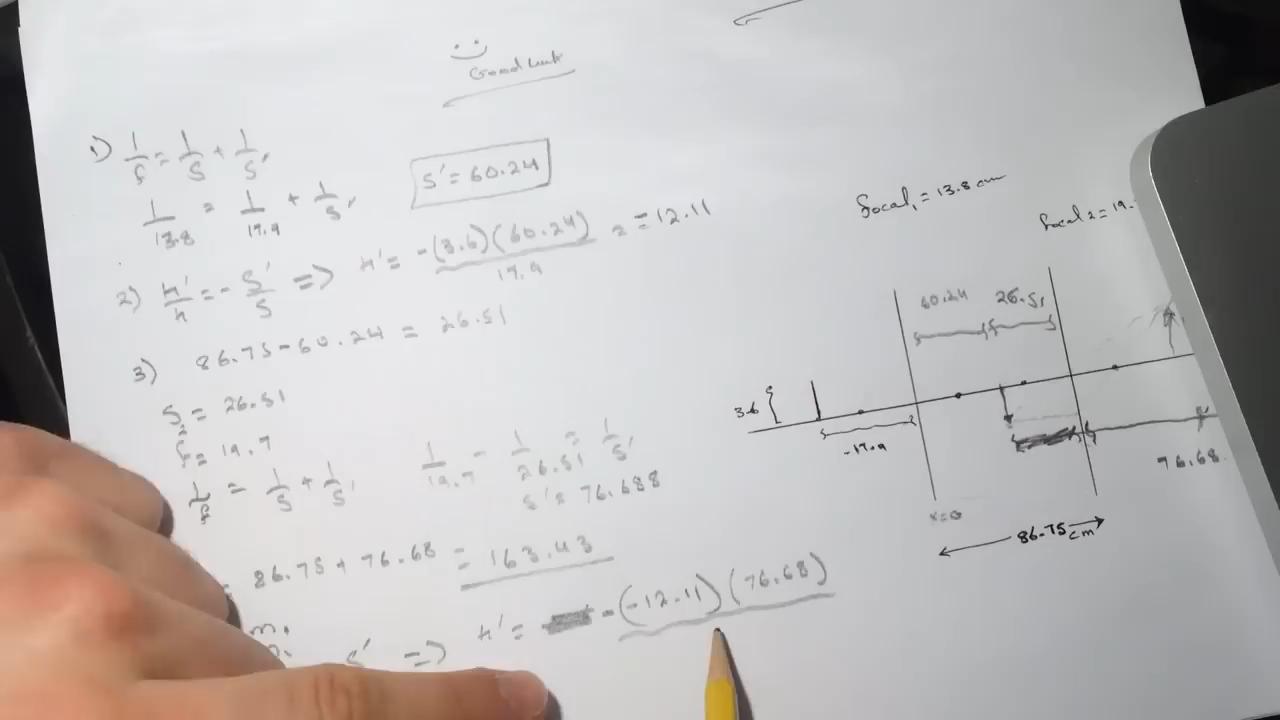 Good Luck
1) 1/f = 1/s + 1/s'
1/13.8 = 1/17.9 + 1/s'
s' = 60.24
2) h'/h = - s'/s => h' = -(3.6)(60.24)/17.9 = = 12.11
3) 86.75 - 60.24 = 26.51
S2 = 26.51
f = 19.7
1/f = 1/s + 1/s'
1/19.7 - 1/26.51 = 1/s'
s' = 76.688
86.75 + 76.68 = 163.43
s' =>
h' = -(-12.11)(76.68)
focal1 = 13.8 cm
focal2 = 19.
60.24
26.51
3.6
-17.9
x=0
86.75 cm
76.68